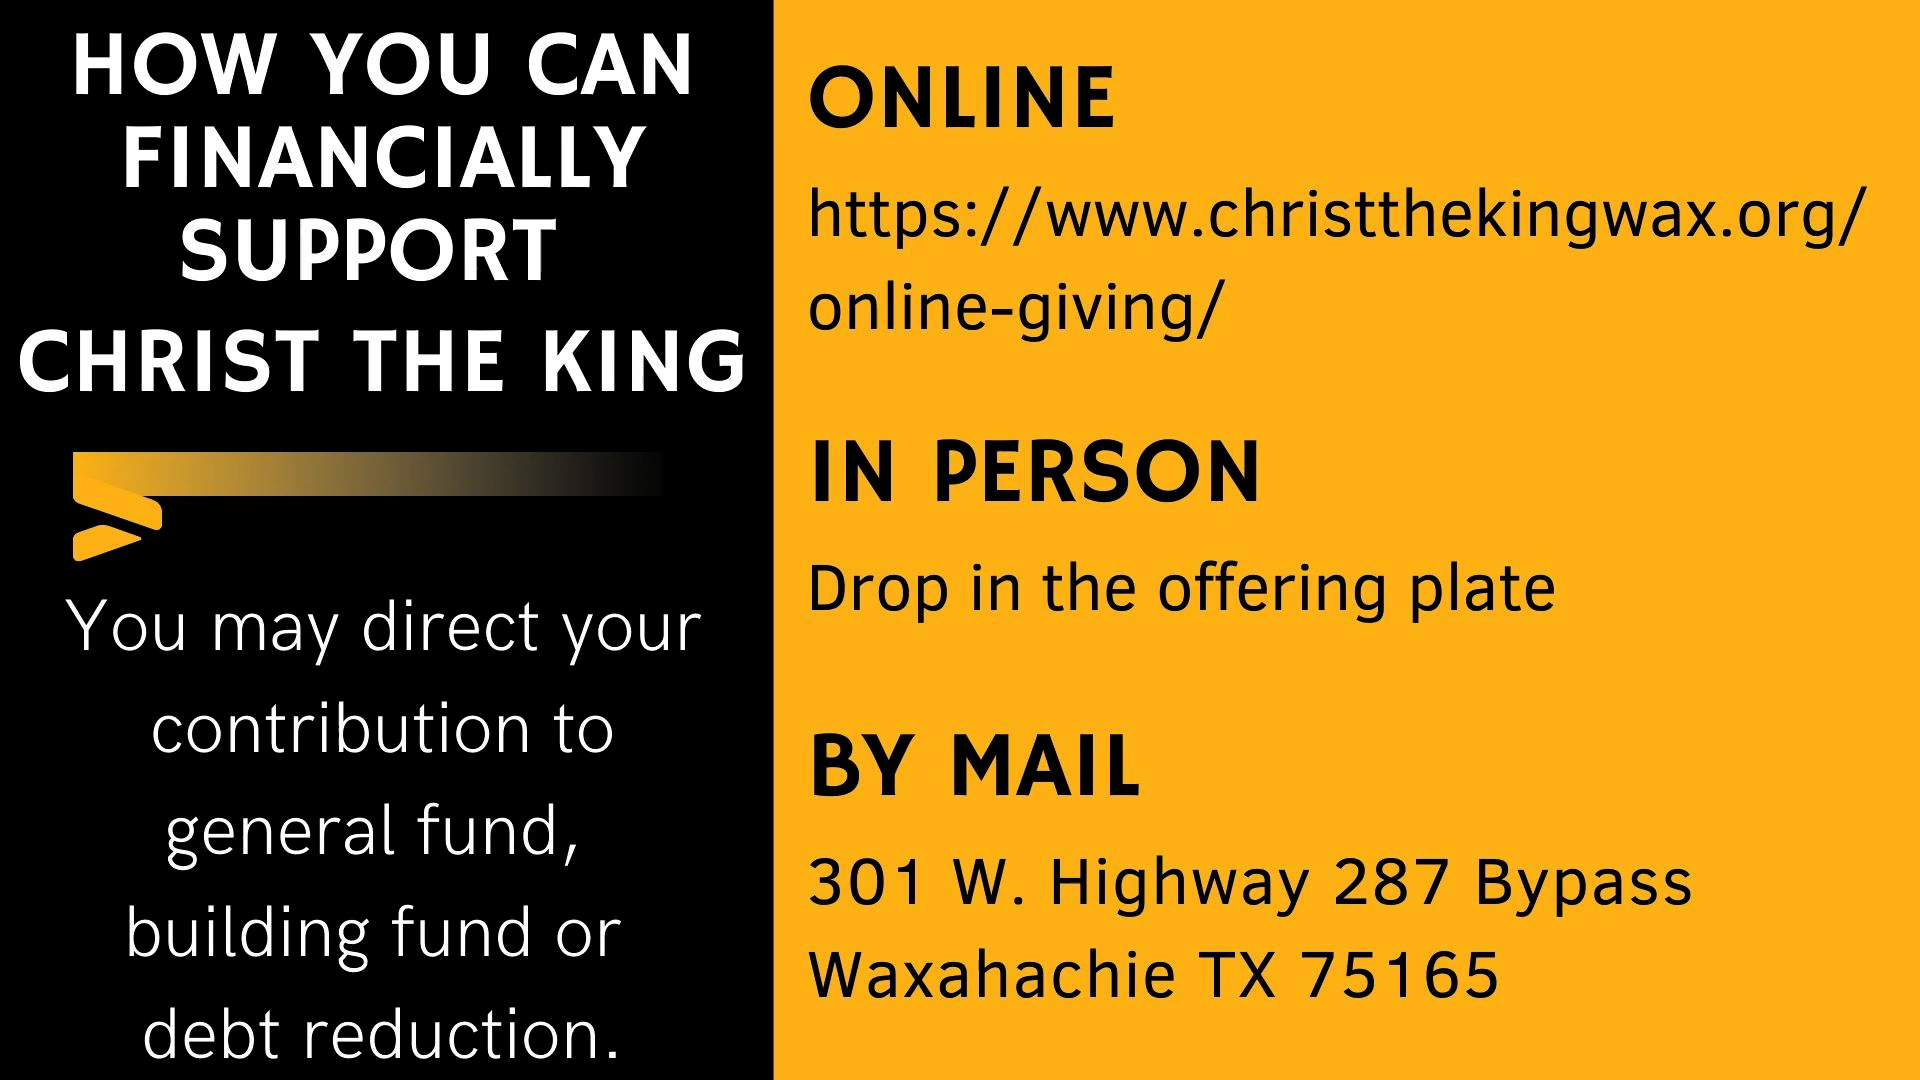 HOW YOU CAN
FINANCIALLY
SUPPORT
CHRIST THE KING
You may direct your
contribution to
general fund,
building fund or
debt reduction.
ONLINE
https://www.christthekingwax.org/
online-giving/
IN PERSON
Drop in the offering plate
BY MAIL
301 W. Highway 287 Bypass
Waxahachie TX 75165